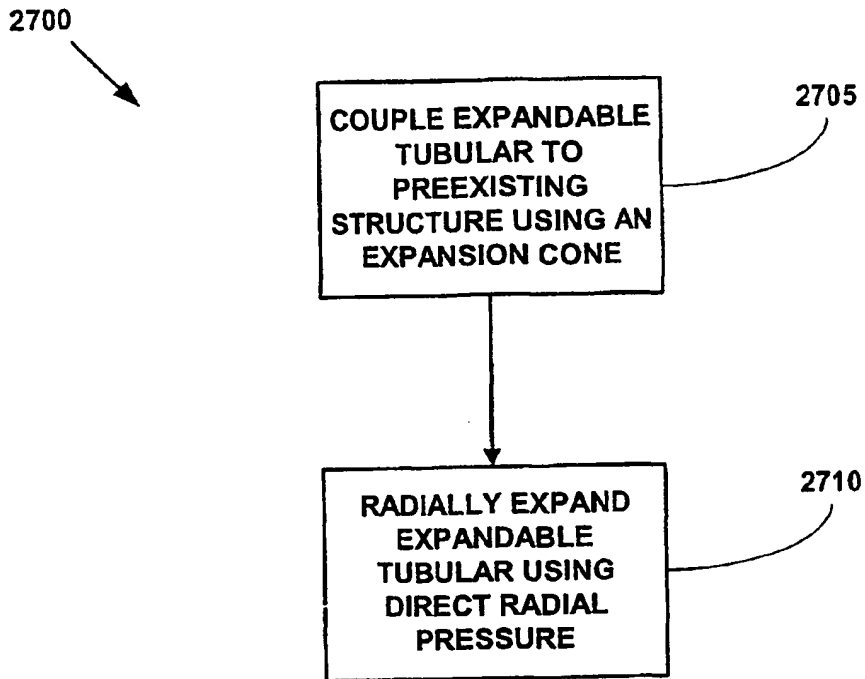 2700
COUPLE EXPANDABLE
TUBULAR TO
PREEXISTING
STRUCTURE USING AN
EXPANSION CONE
2705
RADIALLY EXPAND
EXPANDABLE
TUBULAR USING
DIRECT RADIAL
PRESSURE
2710